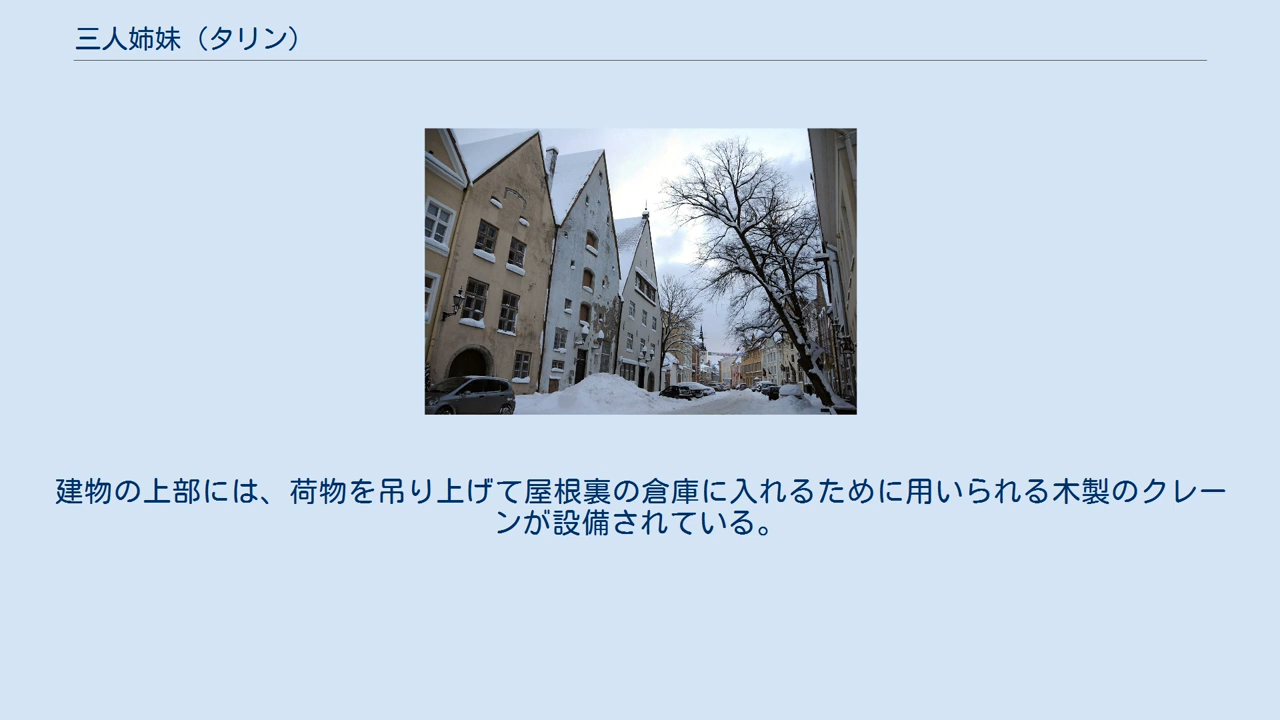 三人姉妹（タリン）
建物の上部には、荷物を吊り上げて屋根裏の倉庫に入れるために用いられる木製のクレー
ンが設備されている。